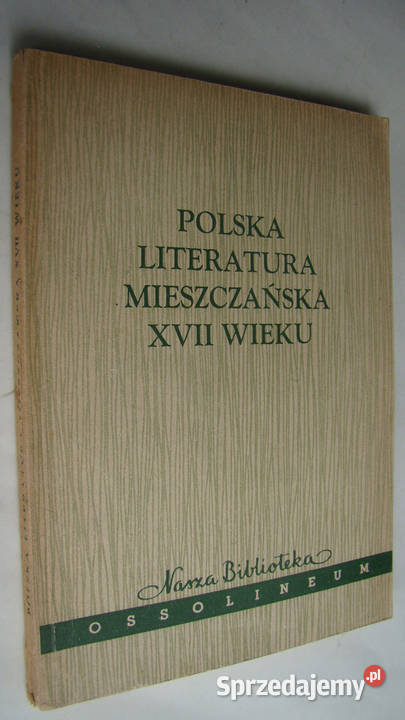 POLSKA
LITERATURA
MIESZCZAŃSKA
XVII WIEKU
Nasza Biblioteka
OSSOLINEUM
Sprzedajemy.pl